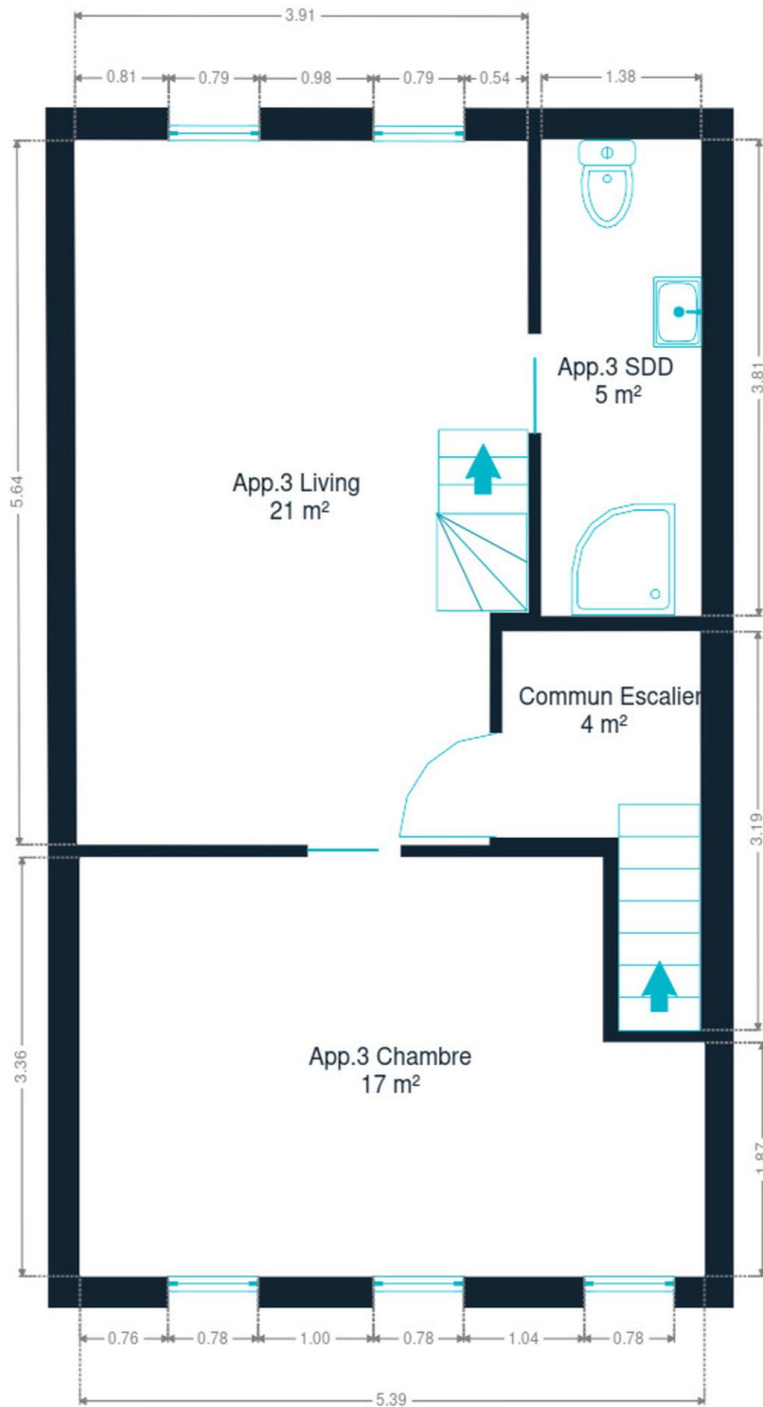 3.91
0.81
0.79
0.98
0.79
0.54
1.38
App.3 SDD
5 m²
3.81
App.3 Living
21 m²
5.64
Commun Escalier
4 m²
3.19
App.3 Chambre
17 m²
3.36
1.87
0.76
0.78
1.00
0.78
1.04
0.78
5.39